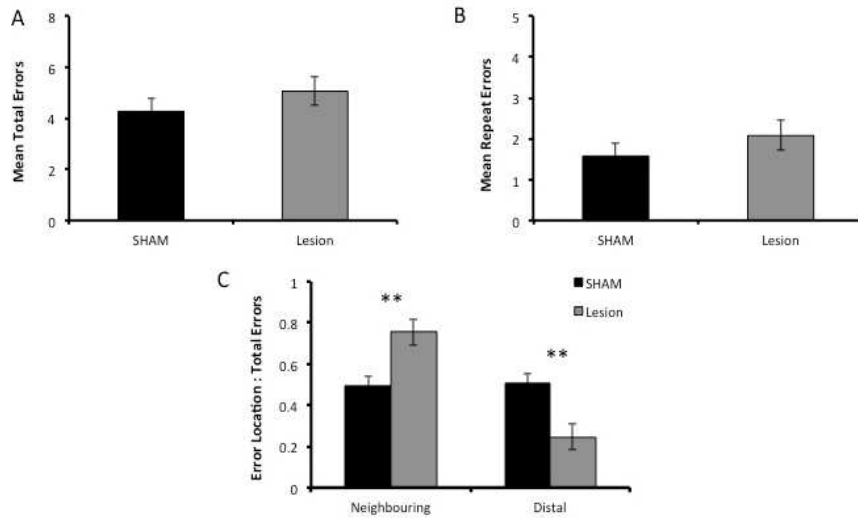 A
Mean Total Errors
8
6
4
2
0
SHAM
Lesion
B
Mean Repeat Errors
5
4
3
2
1
0
SHAM
Lesion
C
Error Location : Total Errors
1
0.8
0.6
0.4
0.2
0
**
**
SHAM
Lesion
Neighbouring
Distal